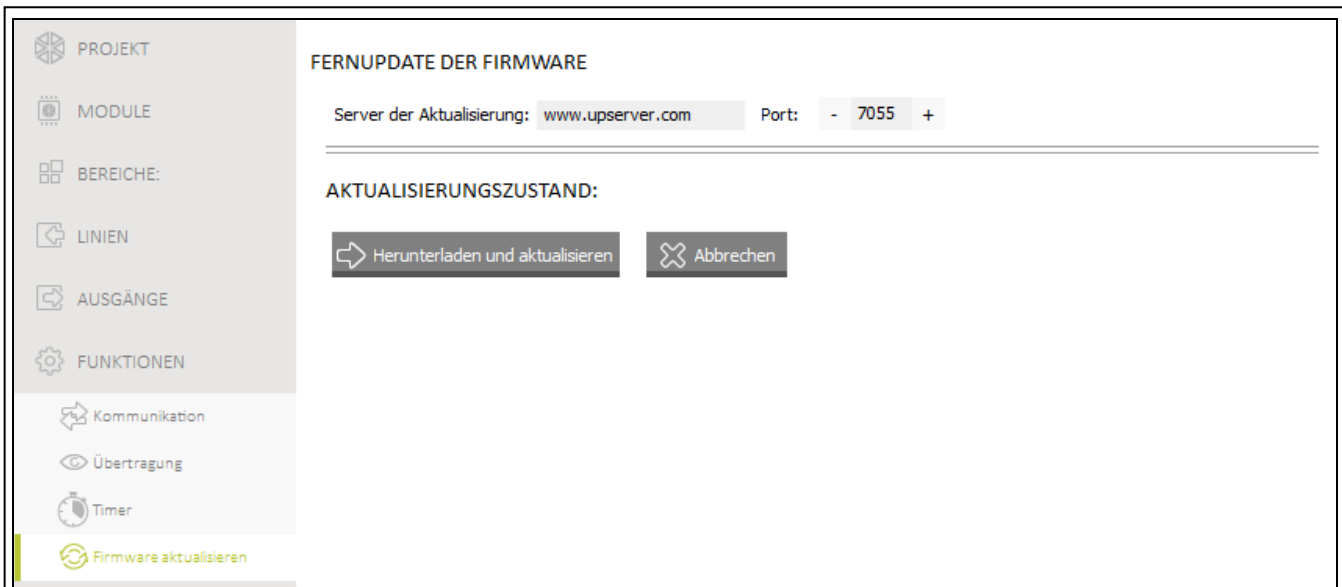 PROJEKT
MODULE
BEREICHE:
LINIEN
AUSGÄNGE
FUNKTIONEN
Kommunikation
Übertragung
Timer
Firmware aktualisieren
FERNUPDATE DER FIRMWARE
Server der Aktualisierung: www.upserver.com Port: - 7055 +
AKTUALISIERUNGSZUSTAND:
Herunterladen und aktualisieren Abbrechen